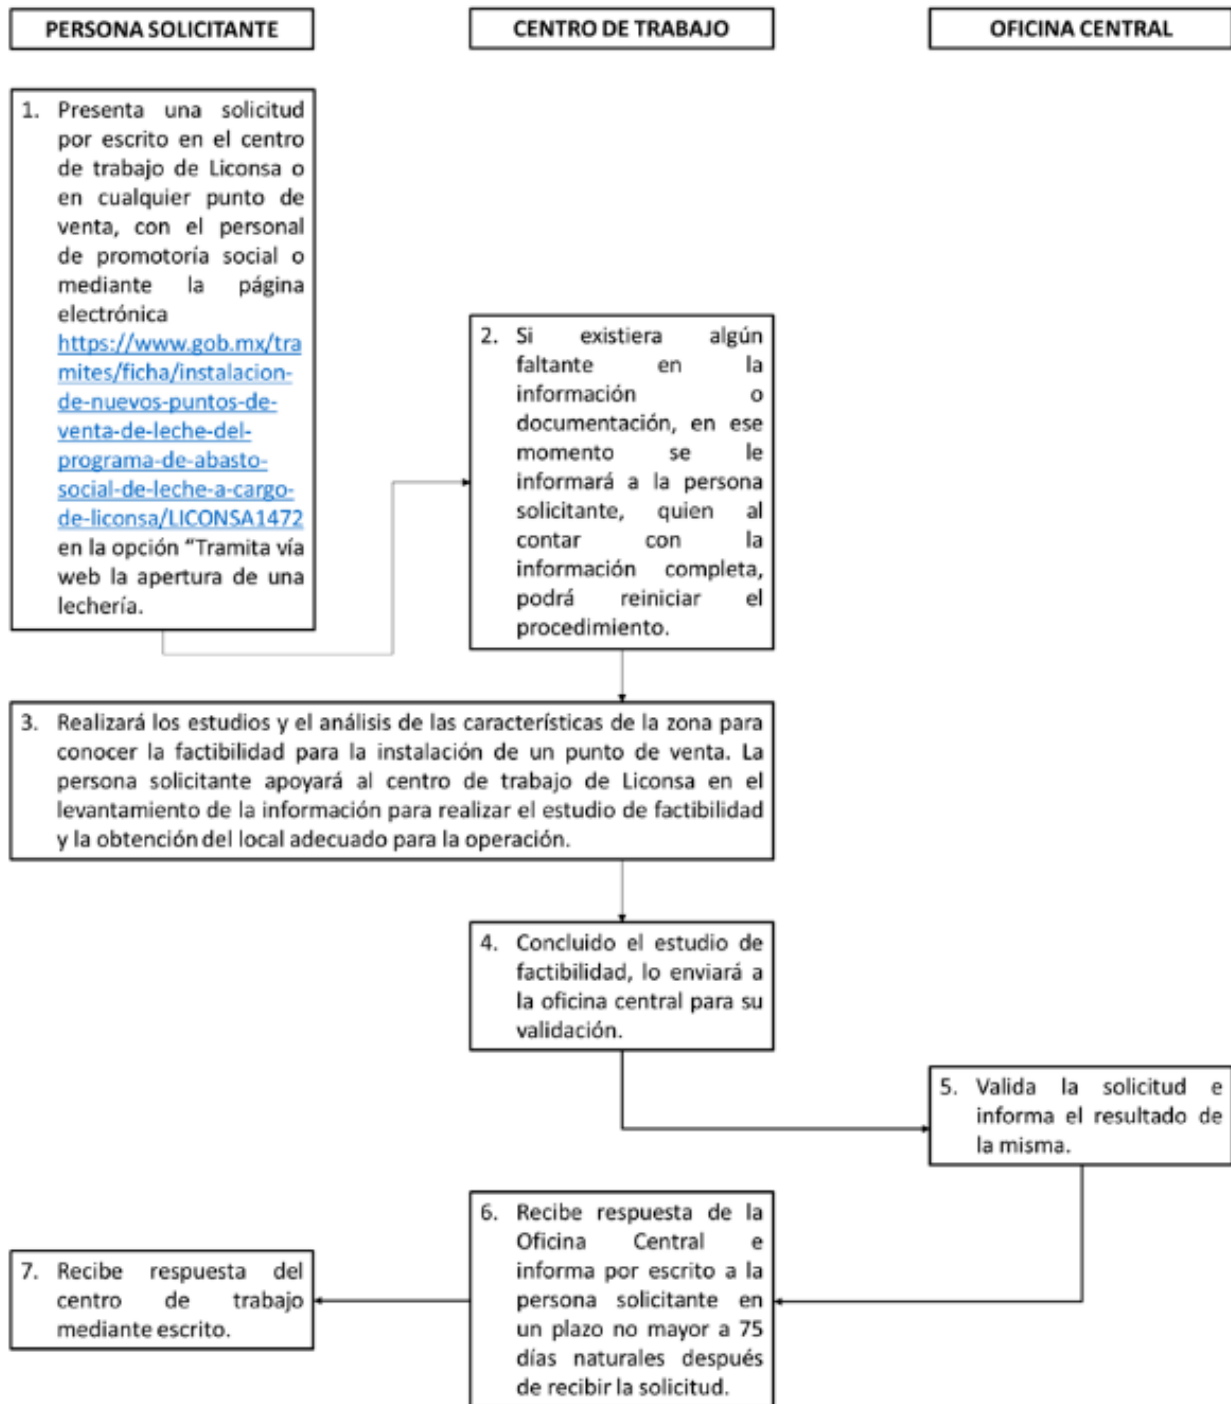 PERSONA SOLICITANTE
CENTRO DE TRABAJO
OFICINA CENTRAL
1. Presenta una solicitud
por escrito en el centro
de trabajo de Liconsa o
en cualquier punto de
venta, con el personal
de promotoría social o
mediante la página
electrónica
https://www.gob.mx/tra
mites/ficha/instalacion-
de-nuevos-puntos-de-
venta-de-leche-del-
programa-de-abasto-
social-de-leche-a-cargo-
de-liconsa/LICONSA1472
en la opción “Tramita vía
web la apertura de una
lechería.
2. Si existiera algún
faltante en la
información o
documentación, en ese
momento se le
informará a la persona
solicitante, quien al
contar con la
información completa,
podrá reiniciar el
procedimiento.
3. Realizará los estudios y el análisis de las características de la zona para
conocer la factibilidad para la instalación de un punto de venta. La
persona solicitante apoyará al centro de trabajo de Liconsa en el
levantamiento de la información para realizar el estudio de factibilidad
y la obtención del local adecuado para la operación.
4. Concluido el estudio de
factibilidad, lo enviará a
la oficina central para su
validación.
5. Valida la solicitud e
informa el resultado de
la misma.
6. Recibe respuesta de la
Oficina Central e
informa por escrito a la
persona solicitante en
un plazo no mayor a 75
días naturales después
de recibir la solicitud.
7. Recibe respuesta del
centro de trabajo
mediante escrito.